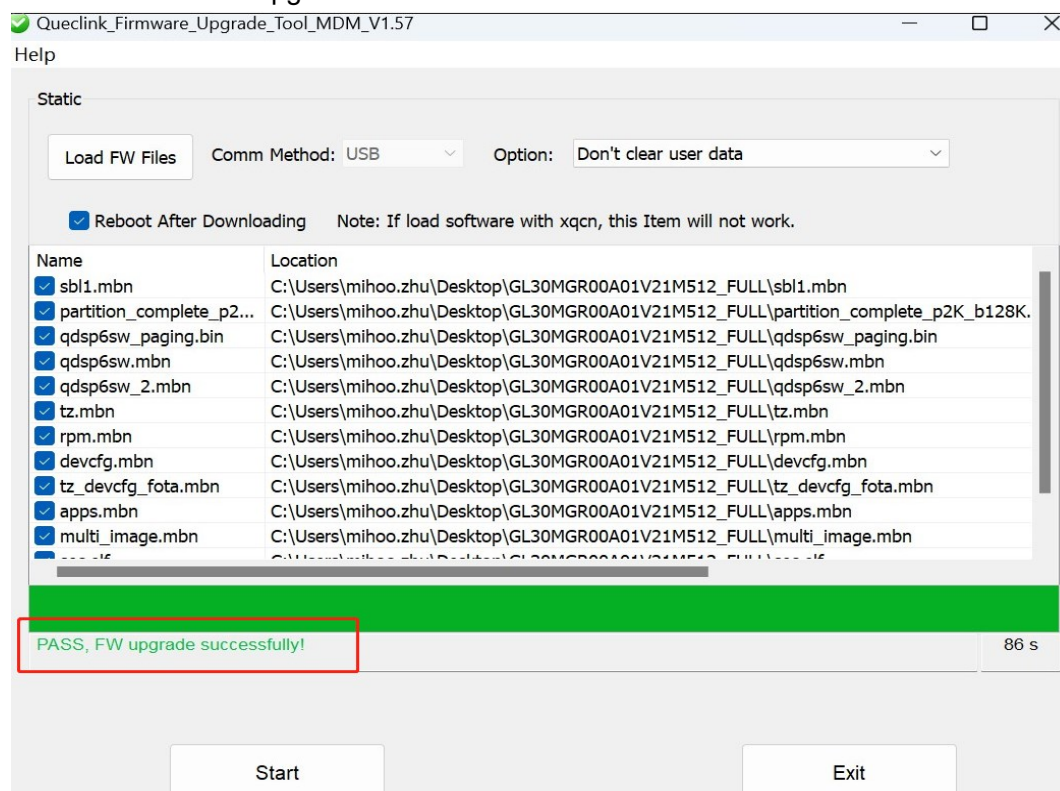 Queclink_Firmware_Upgrade_Tool_MDM_V1.57
Help
Static
Load FW Files Comm Method: USB Option: Don't clear user data
Reboot After Downloading Note: If load software with xqcn, this Item will not work.
Name Location
sbl1.mbn C:\Users\mihoo.zhu\Desktop\GL30MGR00A01V21M512_FULL\sbl1.mbn
partition_complete_p2... C:\Users\mihoo.zhu\Desktop\GL30MGR00A01V21M512_FULL\partition_complete_p2K_b128K.
qdsp6sw_paging.bin C:\Users\mihoo.zhu\Desktop\GL30MGR00A01V21M512_FULL\qdsp6sw_paging.bin
qdsp6sw.mbn C:\Users\mihoo.zhu\Desktop\GL30MGR00A01V21M512_FULL\qdsp6sw.mbn
qdsp6sw_2.mbn C:\Users\mihoo.zhu\Desktop\GL30MGR00A01V21M512_FULL\qdsp6sw_2.mbn
tz.mbn C:\Users\mihoo.zhu\Desktop\GL30MGR00A01V21M512_FULL\tz.mbn
rpm.mbn C:\Users\mihoo.zhu\Desktop\GL30MGR00A01V21M512_FULL\rpm.mbn
devcfg.mbn C:\Users\mihoo.zhu\Desktop\GL30MGR00A01V21M512_FULL\devcfg.mbn
tz_devcfg_fota.mbn C:\Users\mihoo.zhu\Desktop\GL30MGR00A01V21M512_FULL\tz_devcfg_fota.mbn
apps.mbn C:\Users\mihoo.zhu\Desktop\GL30MGR00A01V21M512_FULL\apps.mbn
multi_image.mbn C:\Users\mihoo.zhu\Desktop\GL30MGR00A01V21M512_FULL\multi_image.mbn
PASS, FW upgrade successfully! 86 s
Start Exit